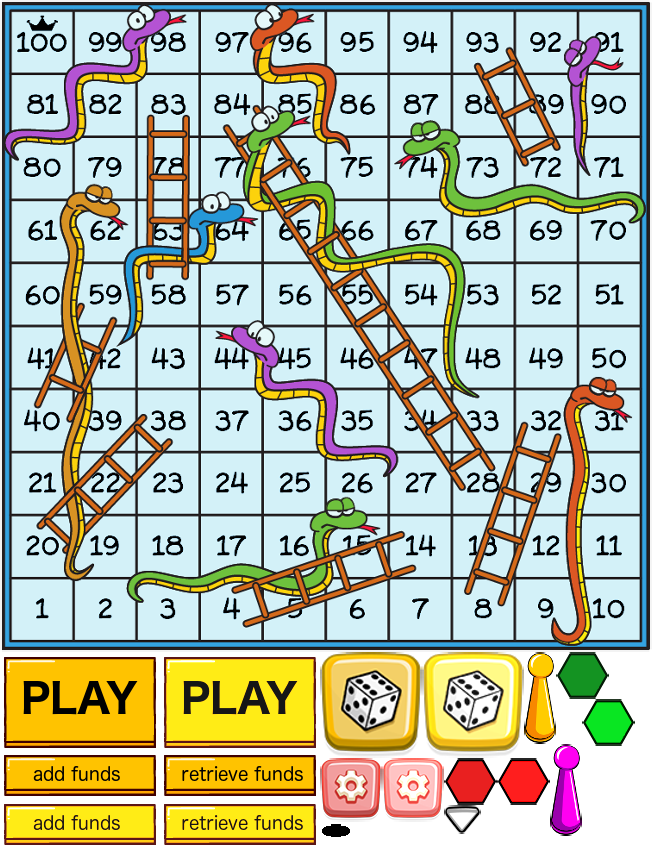 100 99 98 97 96 95 94 93 92 91
81 82 83 84 85 86 87 88 89 90
80 79 78 77 76 75 74 73 72 71
61 62 63 64 65 66 67 68 69 70
60 59 58 57 56 55 54 53 52 51
41 42 43 44 45 46 47 48 49 50
40 39 38 37 36 35 34 33 32 31
21 22 23 24 25 26 27 28 29 30
20 19 18 17 16 15 14 13 12 11
1 2 3 4 5 6 7 8 9 10
PLAY PLAY
add funds retrieve funds
add funds retrieve funds